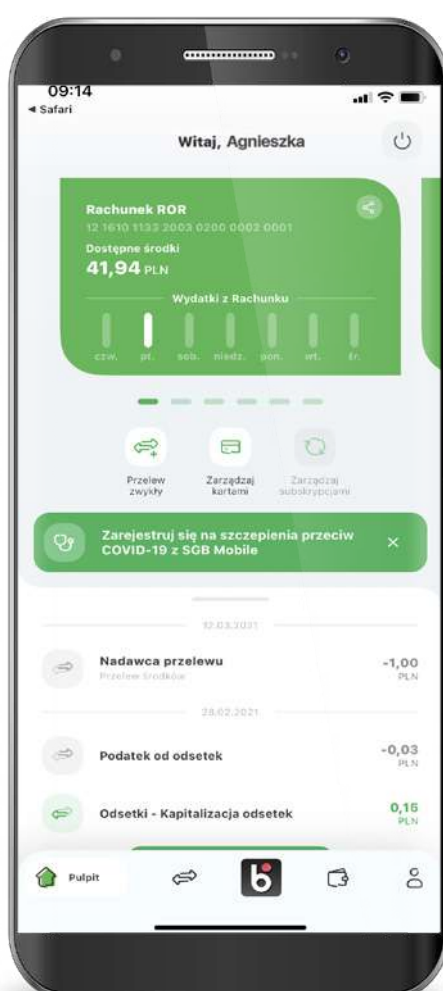 09:14
◀ Safari
Witaj, Agnieszka
Rachunek ROR
12 1610 1133 2003 0200 0002 0001
Dostępne środki
41,94 PLN
Wydatki z Rachunku
czw. pt. sob. niedz. pon. wt. śr.
Przelew
zwykły
Zarządzaj
kartami
Zarządzaj
subskrypcjami
Zarejestruj się na szczepienia przeciw
COVID-19 z SGB Mobile
12.03.2021
Nadawca przelewu
-1,00
Przelew środków
PLN
28.02.2021
Podatek od odsetek
-0,03
PLN
Odsetki - Kapitalizacja odsetek
0,16
PLN
Pulpit
b